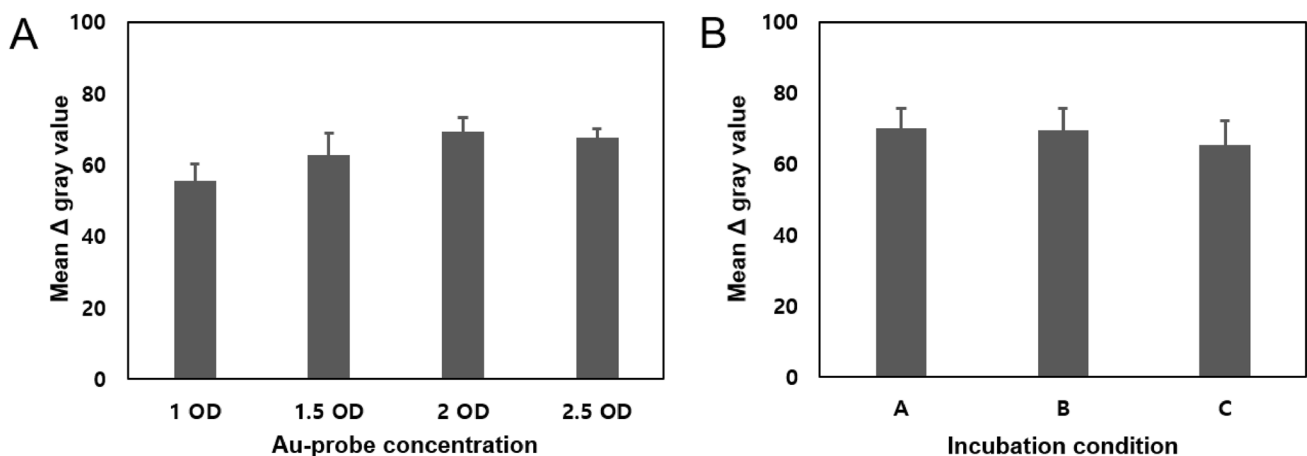 A
Mean Δ gray value
100
80
60
40
20
0
1 OD
1.5 OD
2 OD
2.5 OD
Au-probe concentration
B
Mean Δ gray value
100
80
60
40
20
0
A
B
C
Incubation condition